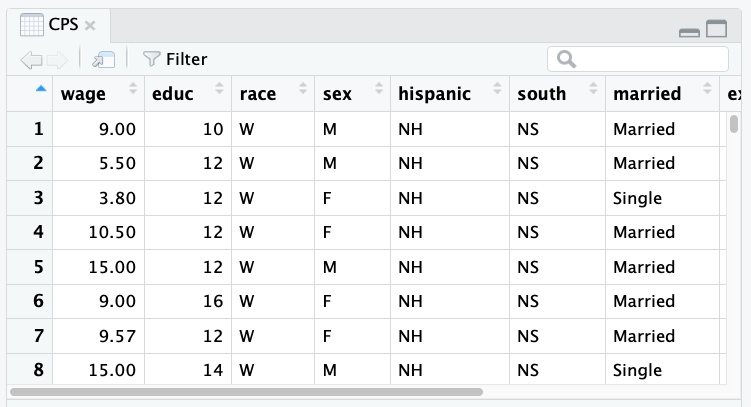 CPS
Filter
wage educ race sex hispanic south married ex
1 9.00 10 W M NH NS Married
2 5.50 12 W M NH NS Married
3 3.80 12 W F NH NS Single
4 10.50 12 W F NH NS Married
5 15.00 12 W M NH NS Married
6 9.00 16 W F NH NS Married
7 9.57 12 W F NH NS Married
8 15.00 14 W M NH NS Single